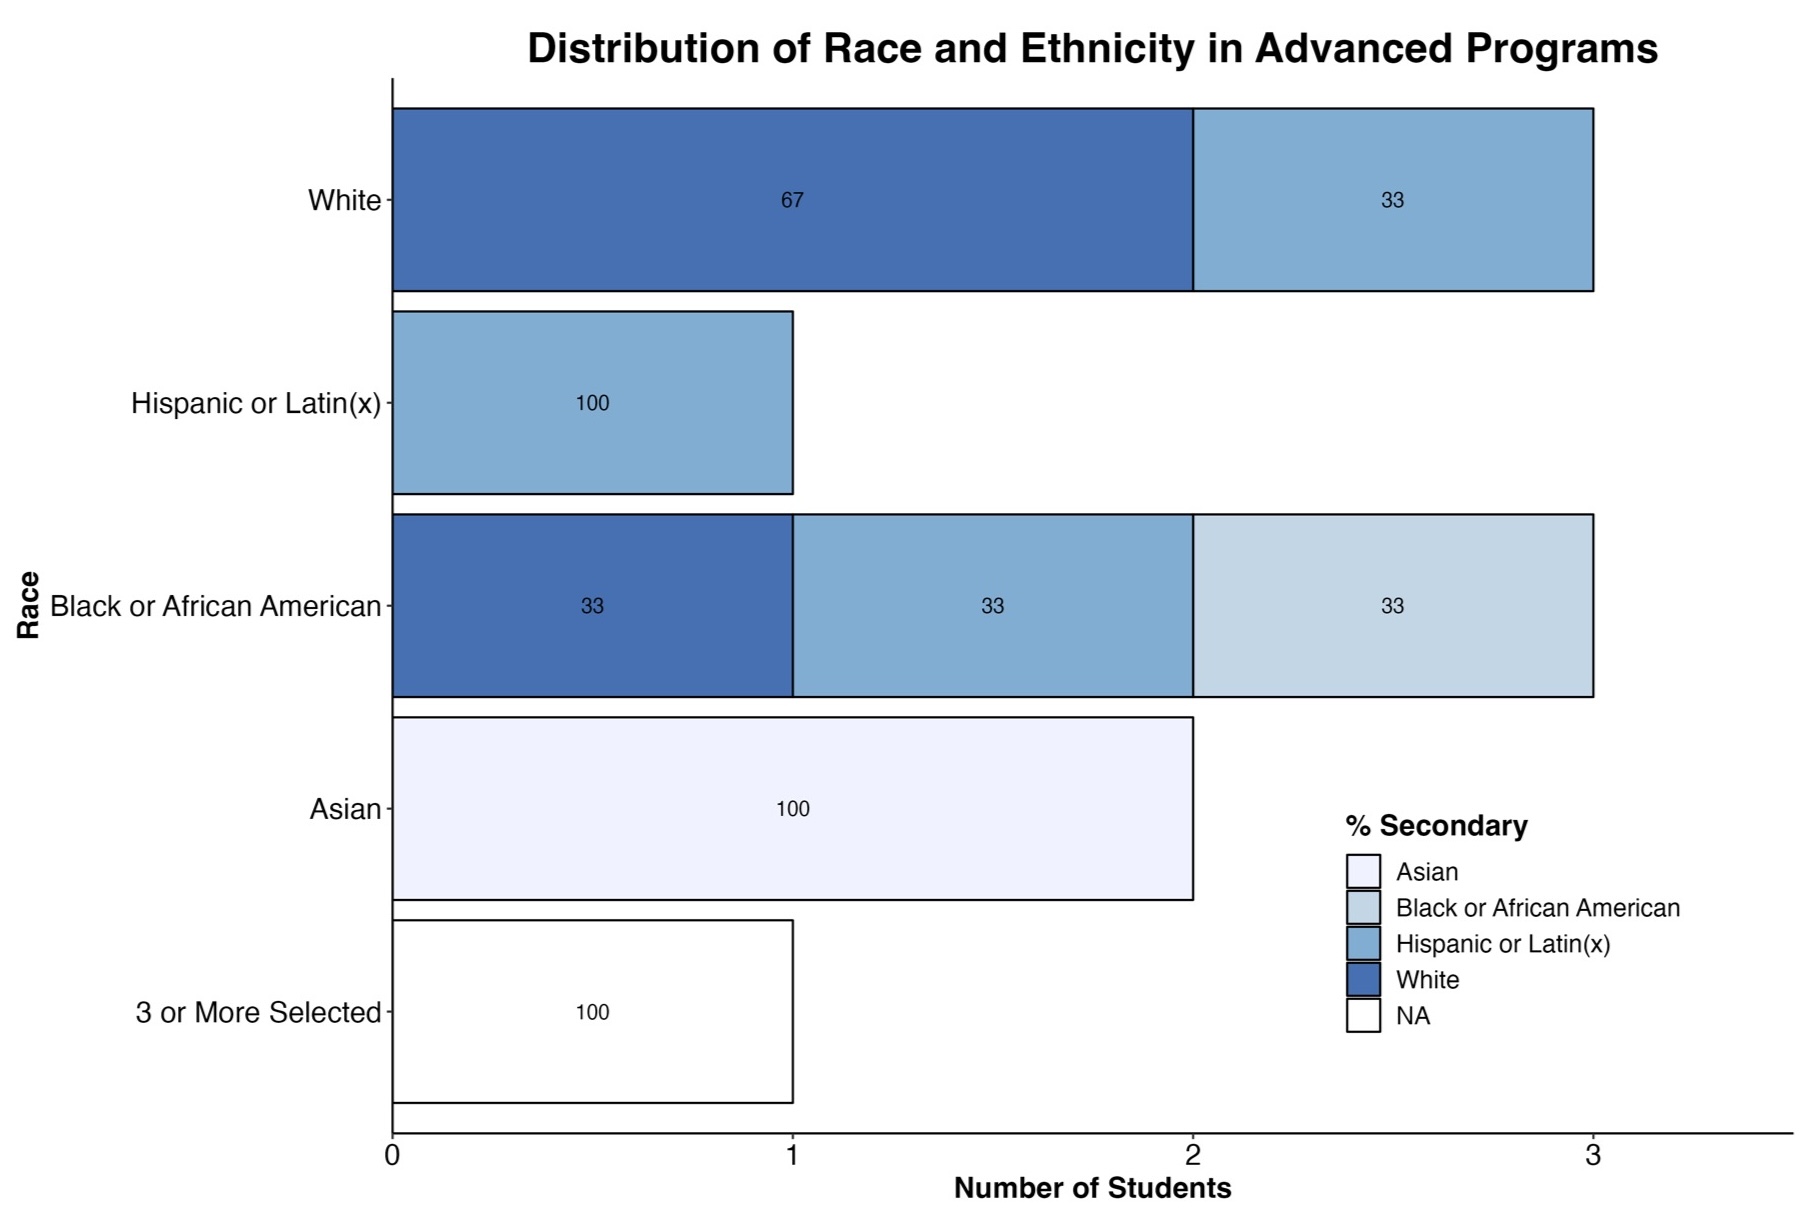 Distribution of Race and Ethnicity in Advanced Programs
White
67
33
Hispanic or Latin(x)
100
Race
Black or African American
33
33
33
Asian
100
3 or More Selected
100
% Secondary
Asian
Black or African American
Hispanic or Latin(x)
White
NA
0
1
2
3
Number of Students